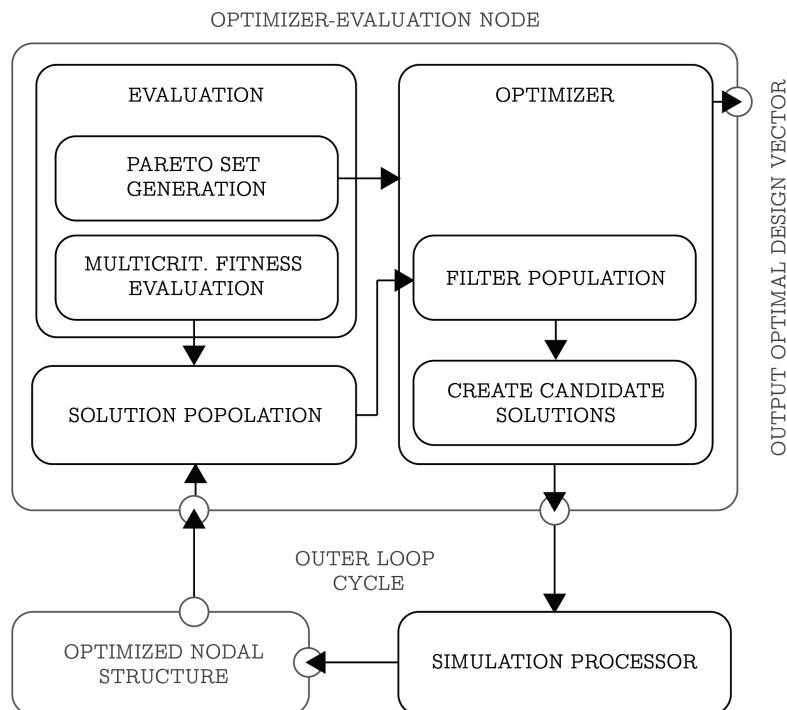 OPTIMIZER-EVALUATION NODE
EVALUATION
PARETO SET
GENERATION
MULTICRIT. FITNESS
EVALUATION
SOLUTION POPOLATION
OPTIMIZER
FILTER POPULATION
CREATE CANDIDATE
SOLUTIONS
OUTPUT OPTIMAL DESIGN VECTOR
OUTER LOOP
CYCLE
OPTIMIZED NODAL
STRUCTURE
SIMULATION PROCESSOR